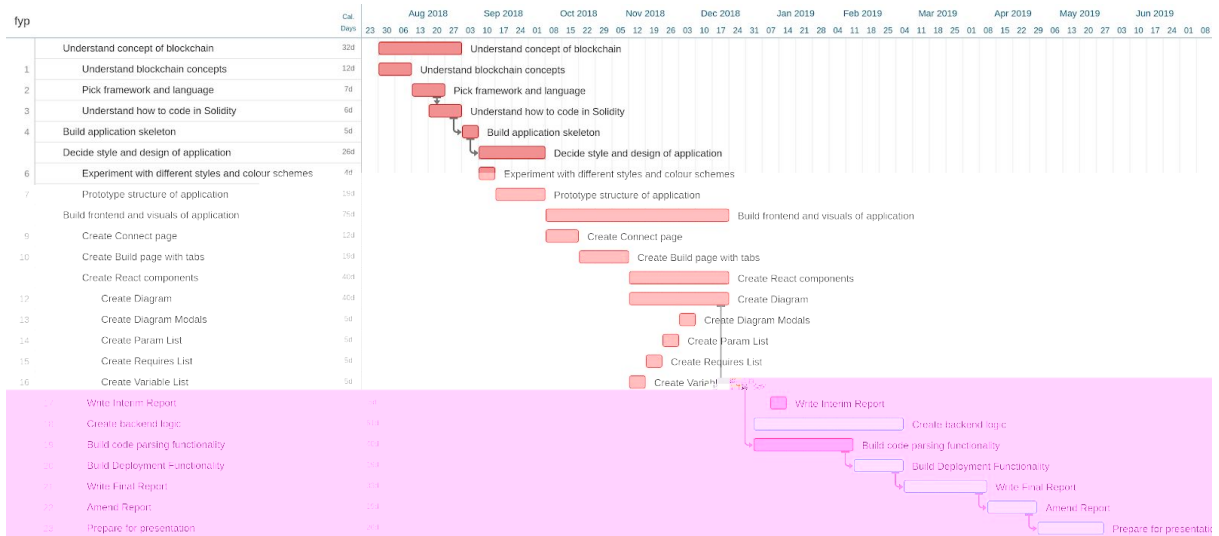 fyp Cal. Days
Aug 2018 Sep 2018 Oct 2018 Nov 2018 Dec 2018 Jan 2019 Feb 2019 Mar 2019 Apr 2019 May 2019 Jun 2019
23 30 06 13 20 27 03 10 17 24 01 08 15 22 29 05 12 19 26 03 10 17 24 31 07 14 21 28 04 11 18 25 04 11 18 25 01 08 15 22 29 06 13 20 27 03 10 17 24 01 08
Understand concept of blockchain 32d Understand concept of blockchain
1 Understand blockchain concepts 12d Understand blockchain concepts
2 Pick framework and language 7d Pick framework and language
3 Understand how to code in Solidity 6d Understand how to code in Solidity
4 Build application skeleton 5d Build application skeleton
Decide style and design of application 26d Decide style and design of application
6 Experiment with different styles and colour schemes 4d Experiment with different styles and colour schemes
7 Prototype structure of application 19d Prototype structure of application
Build frontend and visuals of application Build frontend and visuals of application
9 Create Connect page 12d Create Connect page
10 Create Build page with tabs 19d Create Build page with tabs
Create React components 40d Create React components
12 Create Diagram 40d Create Diagram
13 Create Diagram Modals 5d Create Diagram Modals
14 Create Param List 5d Create Param List
15 Create Requires List 5d Create Requires List
16 Create Variable List 5d Create
Write Interim Report Write Interim Report
Create backend logic Create backend logic
19 Build code parsing functionality Build code parsing functionality
Build Deployment Functionality Build Deployment Functionality
Write Final Report Write Final Report
Amend Report Amend Report
Prepare for presentation Prepare for